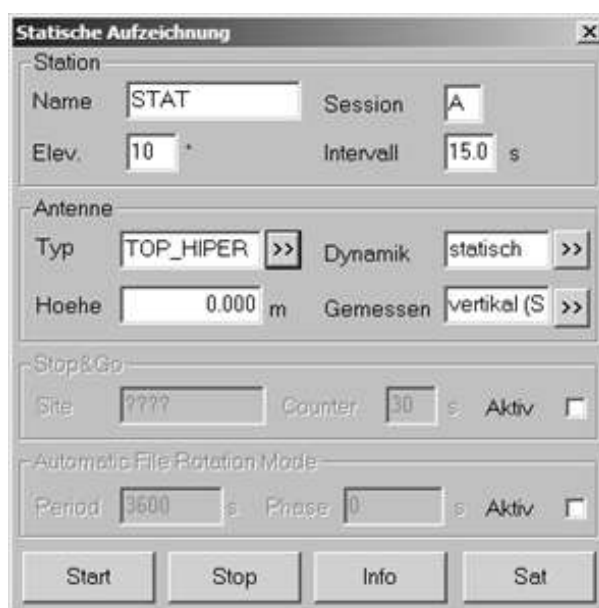 Statische Aufzeichnung
Station
Name STAT Session A
Elev. 10 ° Intervall 15.0 s
Antenne
Typ TOP_HIPER >> Dynamik statisch >>
Hoehe 0.000 m Gemessen vertikal (S >>
Stop&Go
Site ???? Counter 30 s Aktiv
Automatic File Rotation Mode
Period 3600 s Phase 0 s Aktiv
Start Stop Info Sat